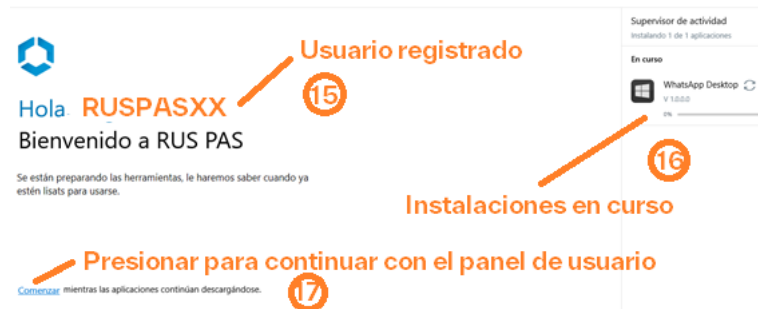 Supervisor de actividad
Instalando 1 de 1 aplicaciones
En curso
WhatsApp Desktop
V 1.0.0.0
0%
Usuario registrado
15
Hola RUSPASXX
Bienvenido a RUS PAS
16
Se están preparando las herramientas, le haremos saber cuando ya
estén lisats para usarse.
Instalaciones en curso
Presionar para continuar con el panel de usuario
Comenzar mientras las aplicaciones continúan descargándose.
17